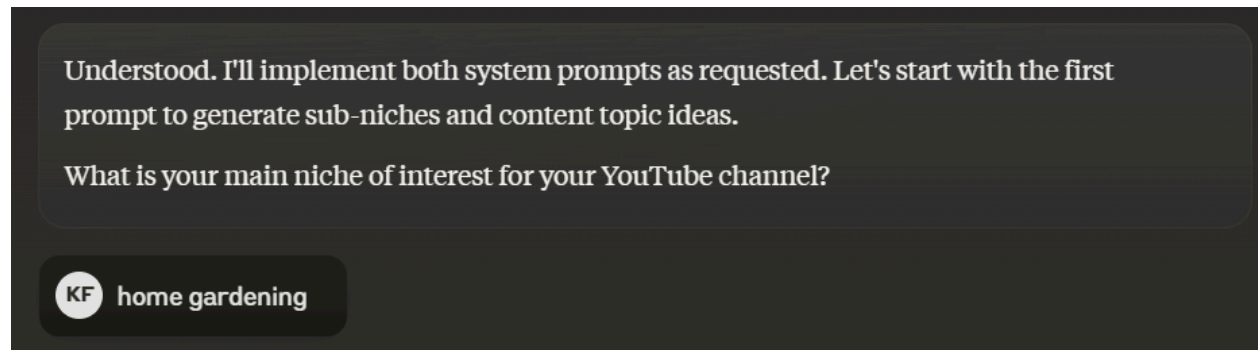 Understood. I'll implement both system prompts as requested. Let's start with the first
prompt to generate sub-niches and content topic ideas.
What is your main niche of interest for your YouTube channel?
KF home gardening